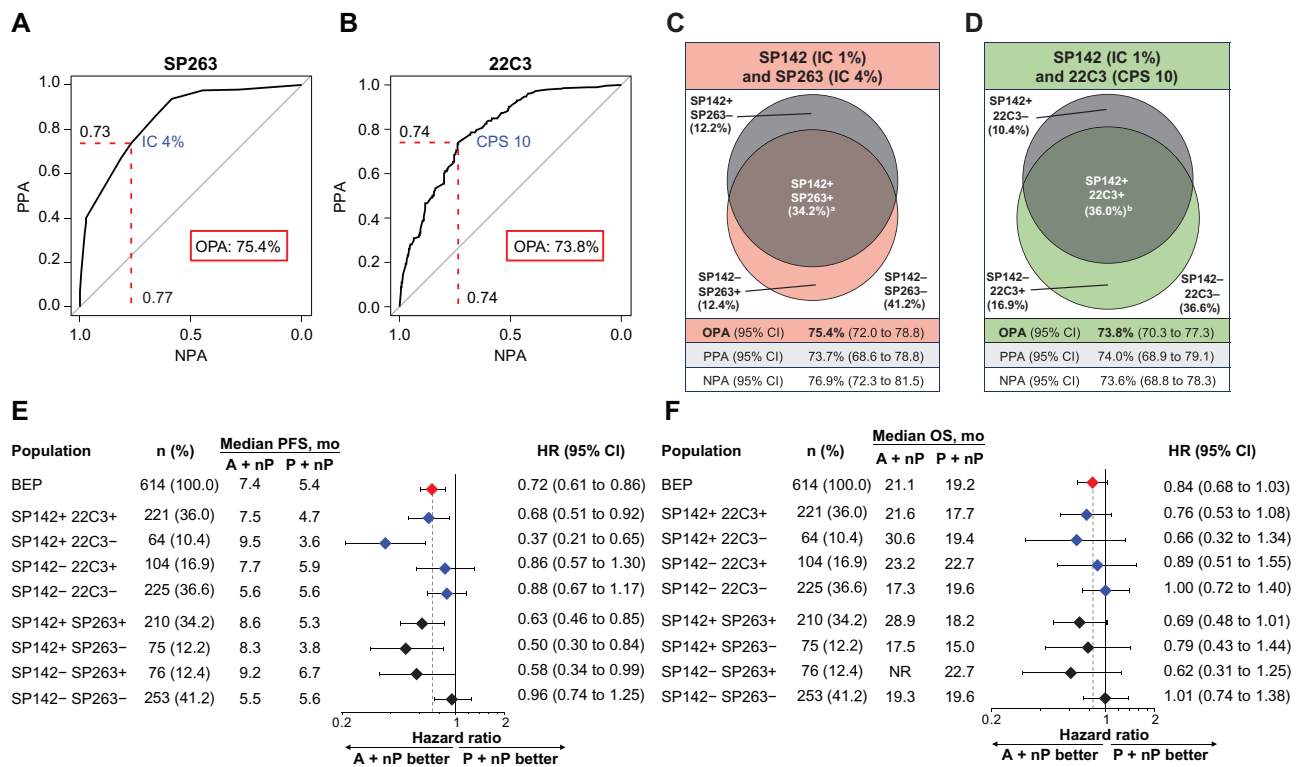 A
SP263
PPA
1.0
0.8
0.6
0.4
0.2
0.0
0.73
IC 4%
OPA: 75.4%
0.77
1.0
0.5
0.0
NPA
B
22C3
PPA
1.0
0.8
0.6
0.4
0.2
0.0
0.74
CPS 10
OPA: 73.8%
0.74
1.0
0.5
0.0
NPA
C
SP142 (IC 1%)
and SP263 (IC 4%)
SP142+
SP263–
(12.2%)
SP142+
SP263+
(34.2%)a
SP142–
SP263+
(12.4%)
SP142–
SP263–
(41.2%)
OPA (95% CI) 75.4% (72.0 to 78.8)
PPA (95% CI) 73.7% (68.6 to 78.8)
NPA (95% CI) 76.9% (72.3 to 81.5)
D
SP142 (IC 1%)
and 22C3 (CPS 10)
SP142+
22C3–
(10.4%)
SP142+
22C3+
(36.0%)b
SP142–
22C3+
(16.9%)
SP142–
22C3–
(36.6%)
OPA (95% CI) 73.8% (70.3 to 77.3)
PPA (95% CI) 74.0% (68.9 to 79.1)
NPA (95% CI) 73.6% (68.8 to 78.3)
E
Population n (%) Median PFS, mo HR (95% CI)
A + nP P + nP
BEP 614 (100.0) 7.4 5.4 0.72 (0.61 to 0.86)
SP142+ 22C3+ 221 (36.0) 7.5 4.7 0.68 (0.51 to 0.92)
SP142+ 22C3– 64 (10.4) 9.5 3.6 0.37 (0.21 to 0.65)
SP142– 22C3+ 104 (16.9) 7.7 5.9 0.86 (0.57 to 1.30)
SP142– 22C3– 225 (36.6) 5.6 5.6 0.88 (0.67 to 1.17)
SP142+ SP263+ 210 (34.2) 8.6 5.3 0.63 (0.46 to 0.85)
SP142+ SP263– 75 (12.2) 8.3 3.8 0.50 (0.30 to 0.84)
SP142– SP263+ 76 (12.4) 9.2 6.7 0.58 (0.34 to 0.99)
SP142– SP263– 253 (41.2) 5.5 5.6 0.96 (0.74 to 1.25)
0.2 1 2
Hazard ratio
A + nP better P + nP better
F
Population n (%) Median OS, mo HR (95% CI)
A + nP P + nP
BEP 614 (100.0) 21.1 19.2 0.84 (0.68 to 1.03)
SP142+ 22C3+ 221 (36.0) 21.6 17.7 0.76 (0.53 to 1.08)
SP142+ 22C3– 64 (10.4) 30.6 19.4 0.66 (0.32 to 1.34)
SP142– 22C3+ 104 (16.9) 23.2 22.7 0.89 (0.51 to 1.55)
SP142– 22C3– 225 (36.6) 17.3 19.6 1.00 (0.72 to 1.40)
SP142+ SP263+ 210 (34.2) 28.9 18.2 0.69 (0.48 to 1.01)
SP142+ SP263– 75 (12.2) 17.5 15.0 0.79 (0.43 to 1.44)
SP142– SP263+ 76 (12.4) NR 22.7 0.62 (0.31 to 1.25)
SP142– SP263– 253 (41.2) 19.3 19.6 1.01 (0.74 to 1.38)
0.2 1 2
Hazard ratio
A + nP better P + nP better